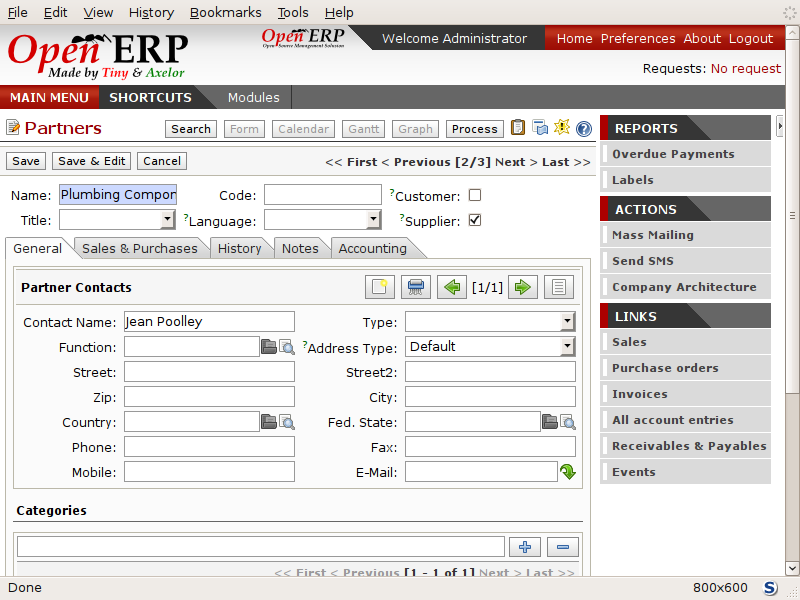 File Edit View History Bookmarks Tools Help
Open ERP
Made by Tiny & Axelor
Open ERP
Open Source Management Solution
Welcome Administrator
Home Preferences About Logout
Requests: No request
MAIN MENU SHORTCUTS Modules
Partners
Search Form Calendar Gantt Graph Process
Save Save & Edit Cancel
<< First < Previous [2/3] Next > Last >>
Name: Plumbing Compon Code: ?Customer:
Title: ?Language: ?Supplier:
General Sales & Purchases History Notes Accounting
Partner Contacts [1/1]
Contact Name: Jean Poolley Type:
Function: ?Address Type: Default
Street: Street2:
Zip: City:
Country: Fed. State:
Phone: Fax:
Mobile: E-Mail:
Categories
<< First < Previous [1 - 1 of 1] Next > Last >>
REPORTS
Overdue Payments
Labels
ACTIONS
Mass Mailing
Send SMS
Company Architecture
LINKS
Sales
Purchase orders
Invoices
All account entries
Receivables & Payables
Events
Done 800x600 S